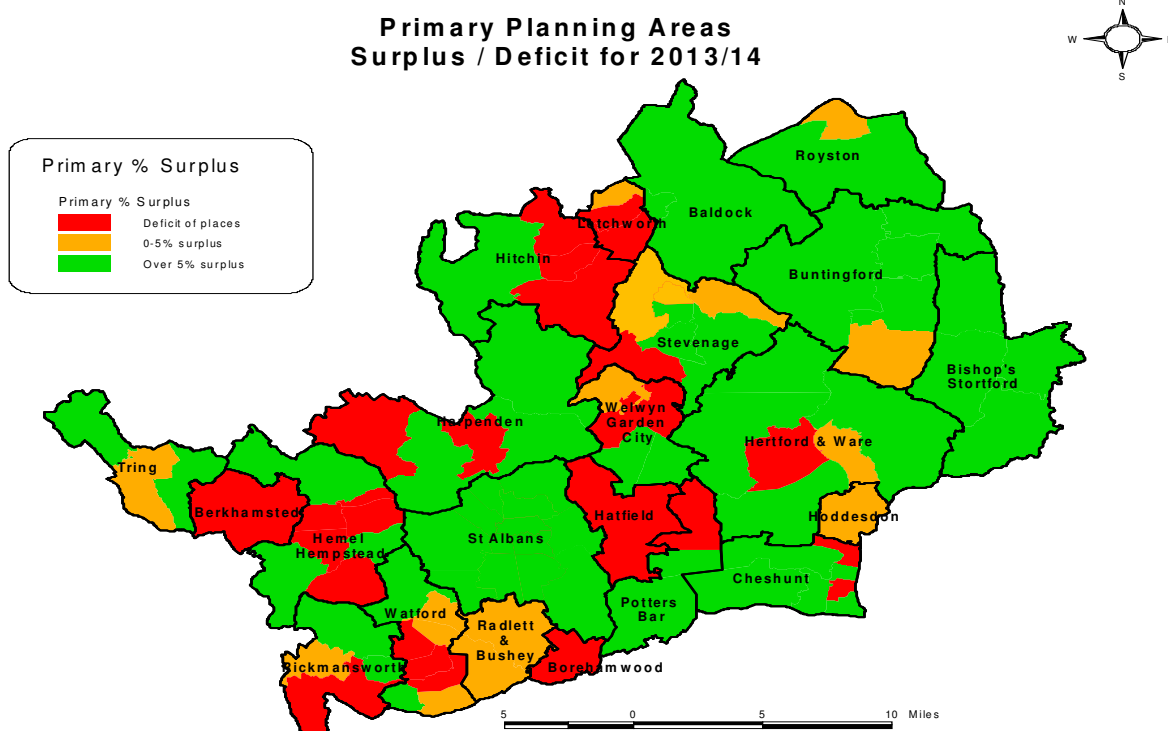 Primary Planning Areas
Surplus / Deficit for 2013/14
N
W
S
Primary % Surplus
Primary % Surplus
Deficit of places
0-5% surplus
Over 5% surplus
Royston
Baldock
Letchworth
Hitchin
Buntingford
Stevenage
Bishop's
Stortford
Welwyn
Garden
City
Harpenden
Hertford & Ware
Tring
Berkhamsted
Hatfield
Hoddesdon
Hemel
Hempstead
St Albans
Cheshunt
Potters
Bar
Watford
Radlett
&
Bushey
Rickmansworth
Borehamwood
5 0 5 10 Miles